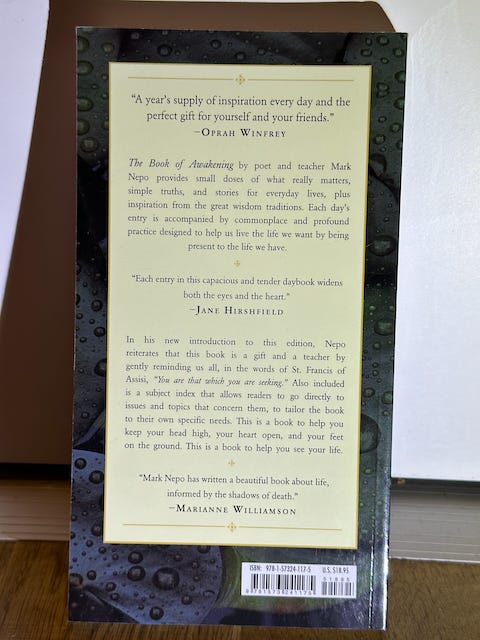 “A year’s supply of inspiration every day and the
perfect gift for yourself and your friends.”
–Oprah Winfrey
The Book of Awakening by poet and teacher Mark
Nepo provides small doses of what really matters,
simple truths, and stories for everyday lives, plus
inspiration from the great wisdom traditions. Each day’s
entry is accompanied by commonplace and profound
practice designed to help us live the life we want by being
present to the life we have.
“Each entry in this capacious and tender daybook widens
both the eyes and the heart.”
–Jane Hirshfield
In his new introduction to this edition, Nepo
reiterates that this book is a gift and a teacher by
gently reminding us all, in the words of St. Francis of
Assisi, “You are that which you are seeking.” Also included
is a subject index that allows readers to go directly to
issues and topics that concern them, to tailor the book
to their own specific needs. This is a book to help you
keep your head high, your heart open, and your feet
on the ground. This is a book to help you see your life.
“Mark Nepo has written a beautiful book about life,
informed by the shadows of death.”
–Marianne Williamson
ISBN: 978-1-57324-117-5 U.S. $18.95
51895
9781573241175